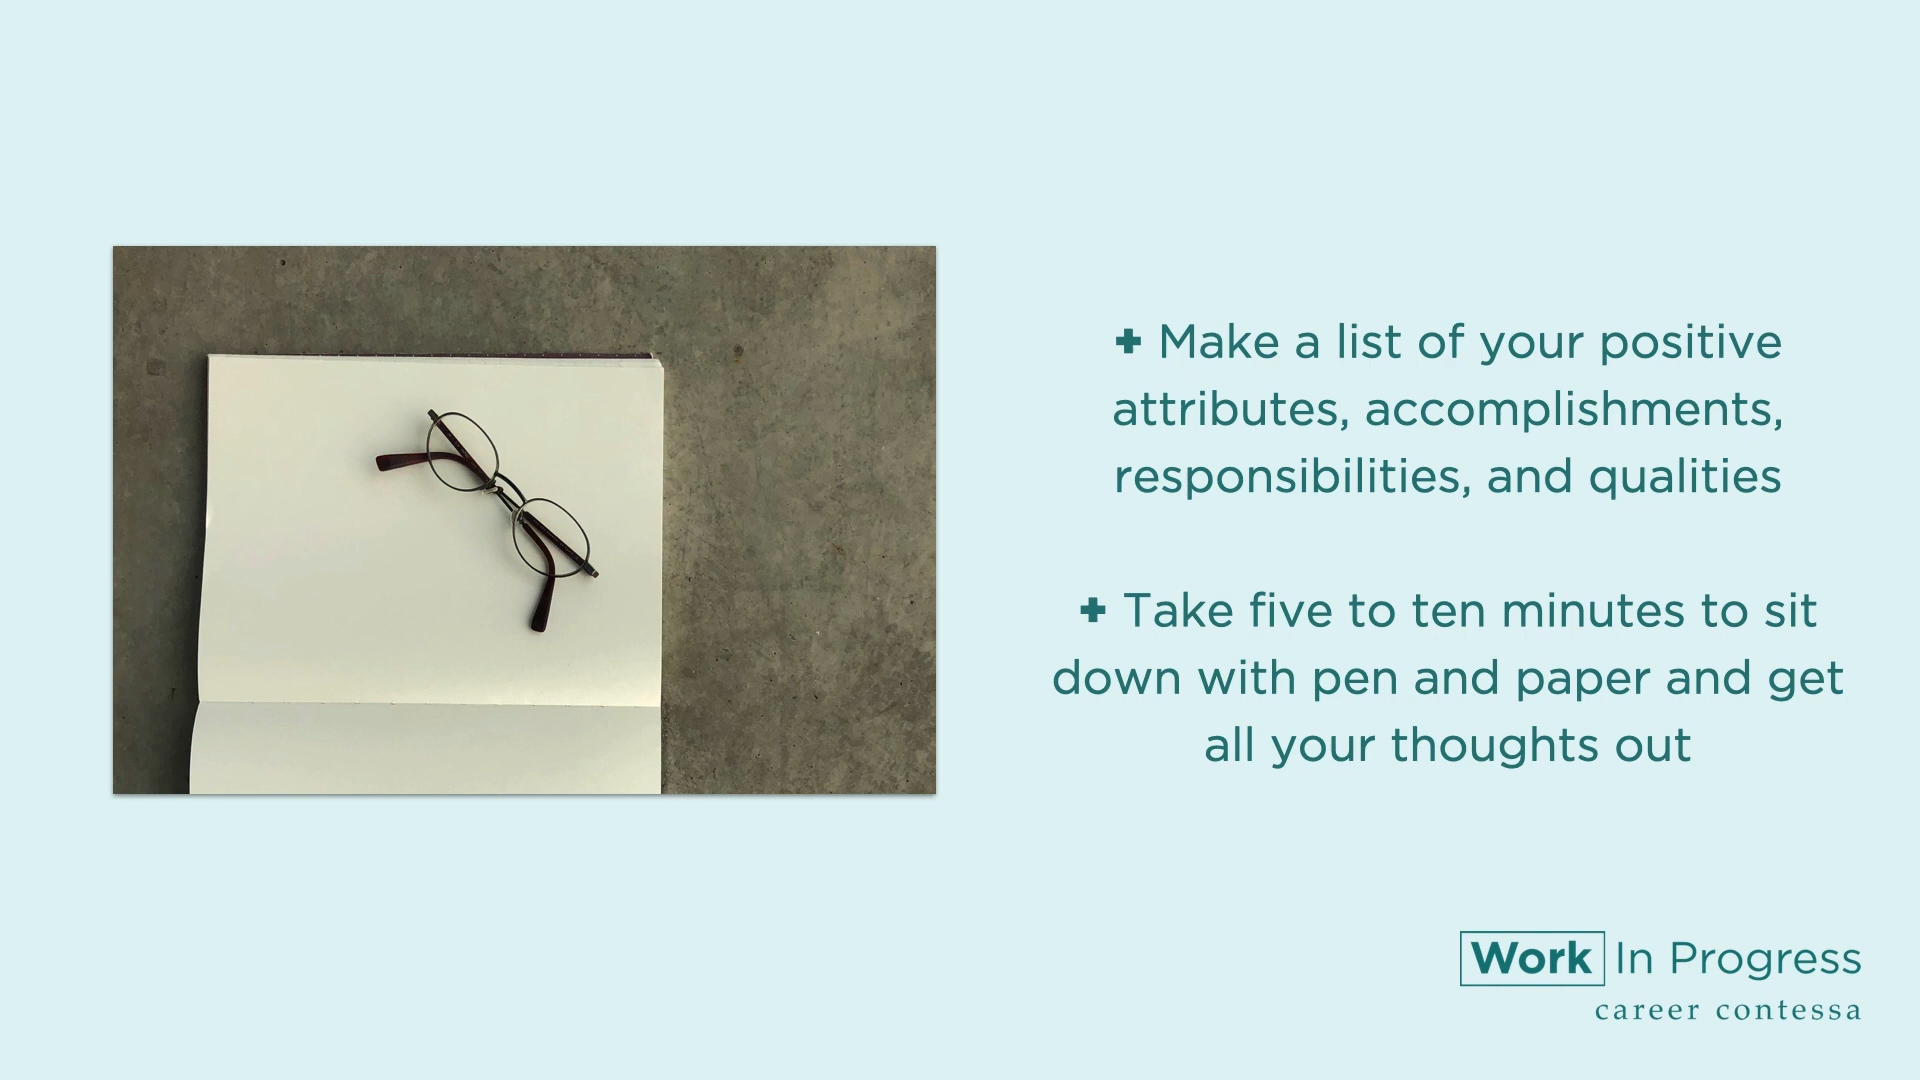 ✚ Make a list of your positive
attributes, accomplishments,
responsibilities, and qualities
✚ Take five to ten minutes to sit
down with pen and paper and get
all your thoughts out
Work In Progress
career contessa